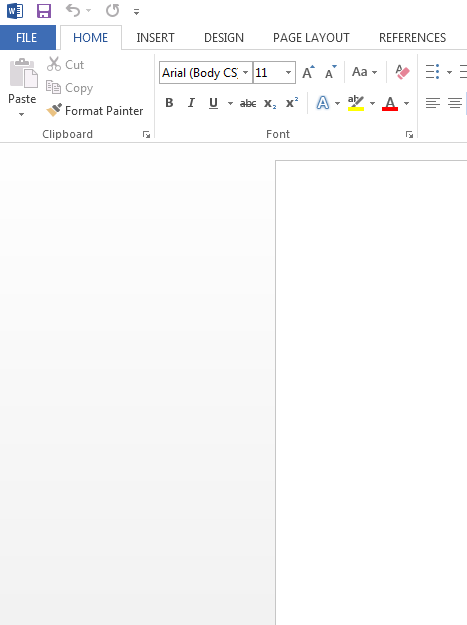 FILE HOME INSERT DESIGN PAGE LAYOUT REFERENCES
Paste
Cut
Copy
Format Painter
Clipboard
Arial (Body CS 11 A A Aa
B I U abc x₂ x² A ab A
Font